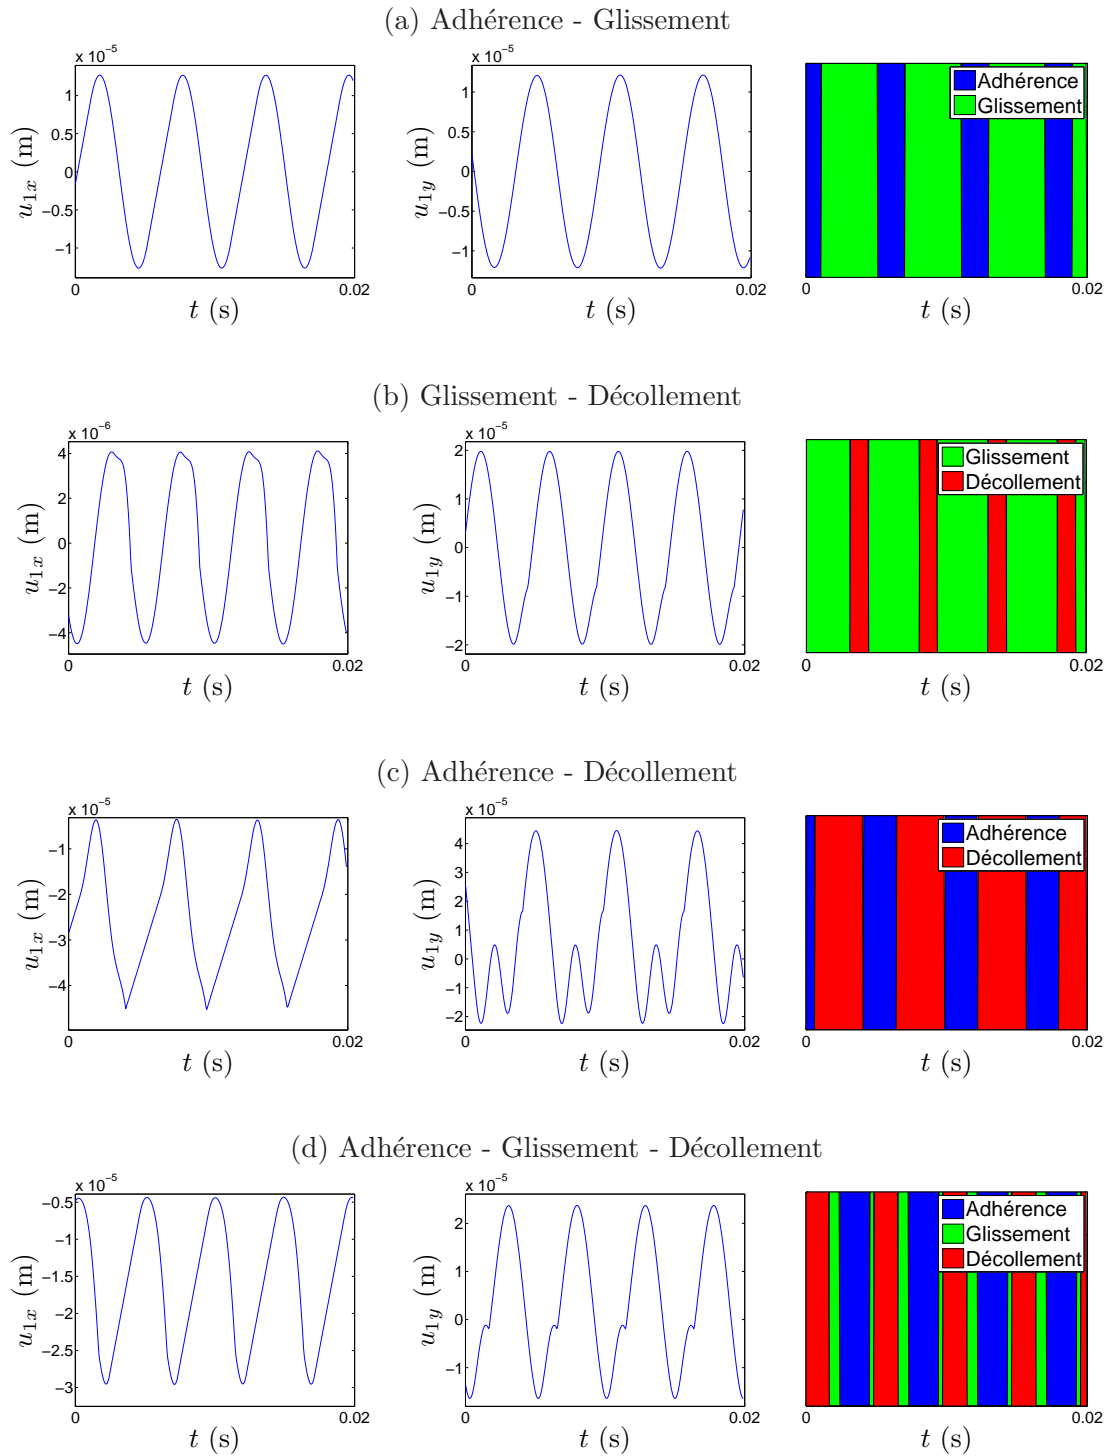 (a) Adhérence - Glissement
x 10⁻⁵
1
0.5
0
−0.5
−1
u₁ₓ (m)
0
0.02
t (s)
x 10⁻⁵
1
0.5
0
−0.5
−1
u₁y (m)
0
t (s)
Adhérence
Glissement
0
0.02
t (s)
(b) Glissement - Décollement
x 10⁻⁶
4
2
0
−2
−4
u₁ₓ (m)
0
0.02
t (s)
x 10⁻⁵
2
1
0
−1
−2
u₁y (m)
0
0.02
t (s)
Glissement
Décollement
0
0.02
t (s)
(c) Adhérence - Décollement
x 10⁻⁵
−1
−2
−3
−4
u₁ₓ (m)
0
0.02
t (s)
x 10⁻⁵
4
3
2
1
0
−1
−2
u₁y (m)
0
0.02
t (s)
Adhérence
Décollement
0
0.02
t (s)
(d) Adhérence - Glissement - Décollement
x 10⁻⁵
−0.5
−1
−1.5
−2
−2.5
−3
u₁ₓ (m)
0
0.02
t (s)
x 10⁻⁵
2
1
0
−1
u₁y (m)
0
0.02
t (s)
Adhérence
Glissement
Décollement
0
0.02
t (s)